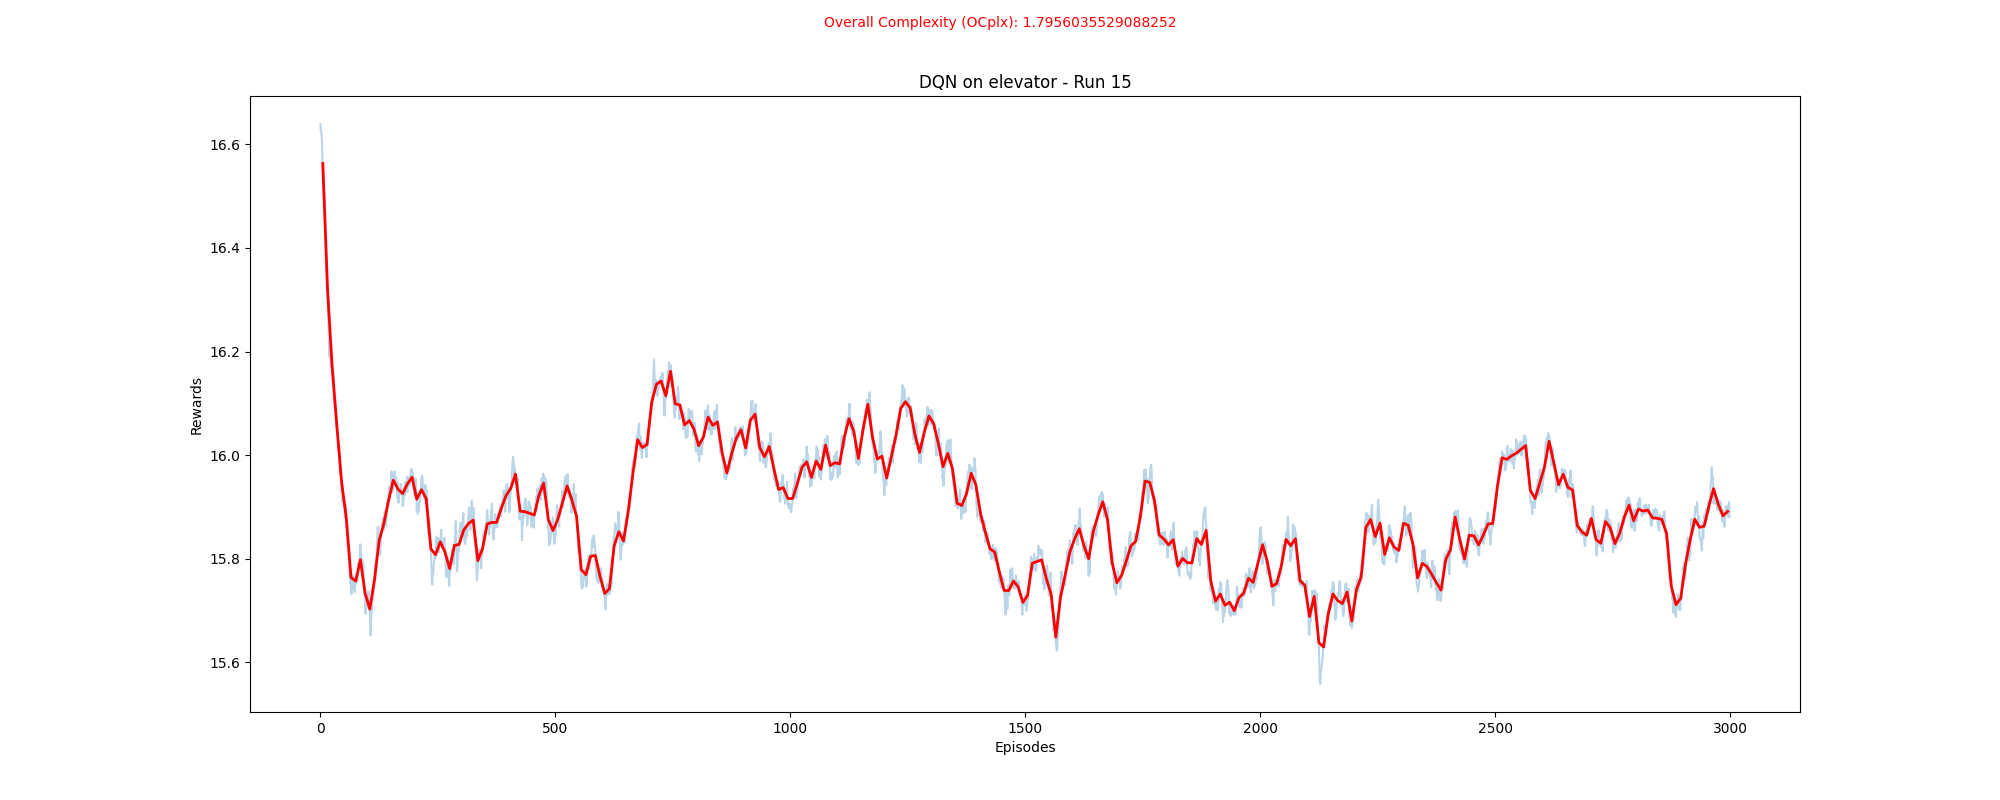 Overall Complexity (OCplx): 1.7956035529088252
DQN on elevator - Run 15
16.6
16.4
16.2
16.0
15.8
15.6
Rewards
0 500 1000 1500 2000 2500 3000
Episodes